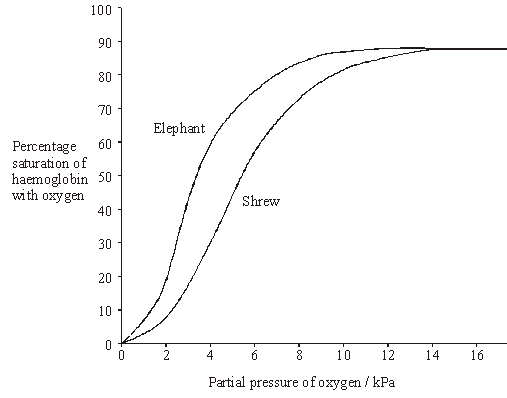 100
90
80
70
60
50
40
30
20
10
0
Percentage
saturation of
haemoglobin
with oxygen
Elephant
Shrew
0 2 4 6 8 10 12 14 16
Partial pressure of oxygen / kPa